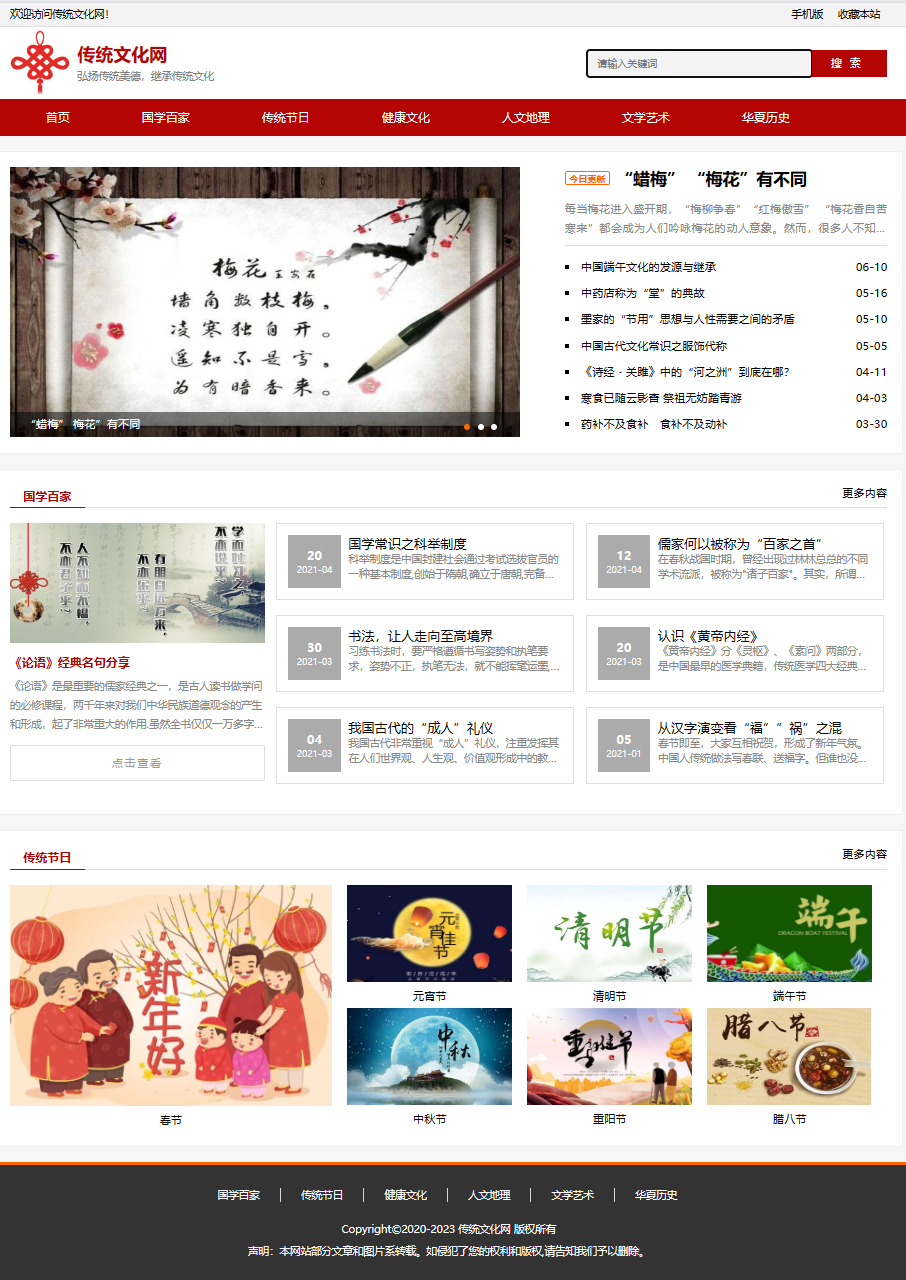 欢迎访问传统文化网!
手机版 收藏本站
传统文化网
弘扬传统美德，继承传统文化
请输入关键词
搜 索
首页 国学百家 传统节日 健康文化 人文地理 文学艺术 华夏历史
梅花 王安石
墙角数枝梅。
凌寒独自开。
遥知不是雪。
为有暗香来。
“蜡梅” 梅花”有不同
今日更新 “蜡梅” “梅花”有不同
每当梅花进入盛开期，“梅柳争春”“红梅傲雪” “梅花香自苦
寒来”都会成为人们吟咏梅花的动人意象。然而，很多人不知...
中国端午文化的发源与继承 06-10
中药店称为“堂”的典故 05-16
墨家的“节用”思想与人性需要之间的矛盾 05-10
中国古代文化常识之服饰代称 05-05
《诗经 · 关雎》中的“河之洲”到底在哪? 04-11
寒食已随云影杳 祭祖无妨踏青游 04-03
药补不及食补 食补不及动补 03-30
国学百家
更多内容
学而时习之，
不亦说乎？
有朋自远方来，
不亦乐乎？
人不知而不愠，
不亦君子乎？
《论语》经典名句分享
《论语》是最重要的儒家经典之一，是古人读书做学问
的必修课程，两千年来对我们中华民族道德观念的产生
和形成，起了非常重大的作用.虽然全书仅仅一万多字...
点击查看
20
2021-04
国学常识之科举制度
科举制度是中国封建社会通过考试选拔官员的
一种基本制度,创始于隋朝,确立于唐朝,完备...
12
2021-04
儒家何以被称为“百家之首”
在春秋战国时期，曾经出现过林林总总的不同
学术流派，被称为"诸子百家"。其实，所谓...
30
2021-03
书法，让人走向至高境界
习练书法时，要严格遵循书写姿势和执笔要
求，姿势不正，执笔无法，就不能挥毫运墨,...
20
2021-03
认识《黄帝内经》
《黄帝内经》分《灵枢》、《素问》两部分，
是中国最早的医学典籍，传统医学四大经典...
04
2021-03
我国古代的“成人”礼仪
我国古代非常重视“成人”礼仪，注重发挥其
在人们世界观、人生观、价值观形成中的教...
05
2021-01
从汉字演变看“福”” 祸”之混
春节即至，大家互相祝贺，形成了新年气氛。
中国人传统做法写春联、送福字。但谁也没...
传统节日
更多内容
新年好
春节
元宵佳节
元宵节
清明节
清明节
端午
DRAGON BOAT FESTIVAL
端午节
中秋
中秋节
重阳佳节
重阳节
腊八节
腊八节
国学百家 | 传统节日 | 健康文化 | 人文地理 | 文学艺术 | 华夏历史
Copyright©2020-2023 传统文化网 版权所有
声明：本网站部分文章和图片系转载。如侵犯了您的权利和版权,请告知我们予以删除。